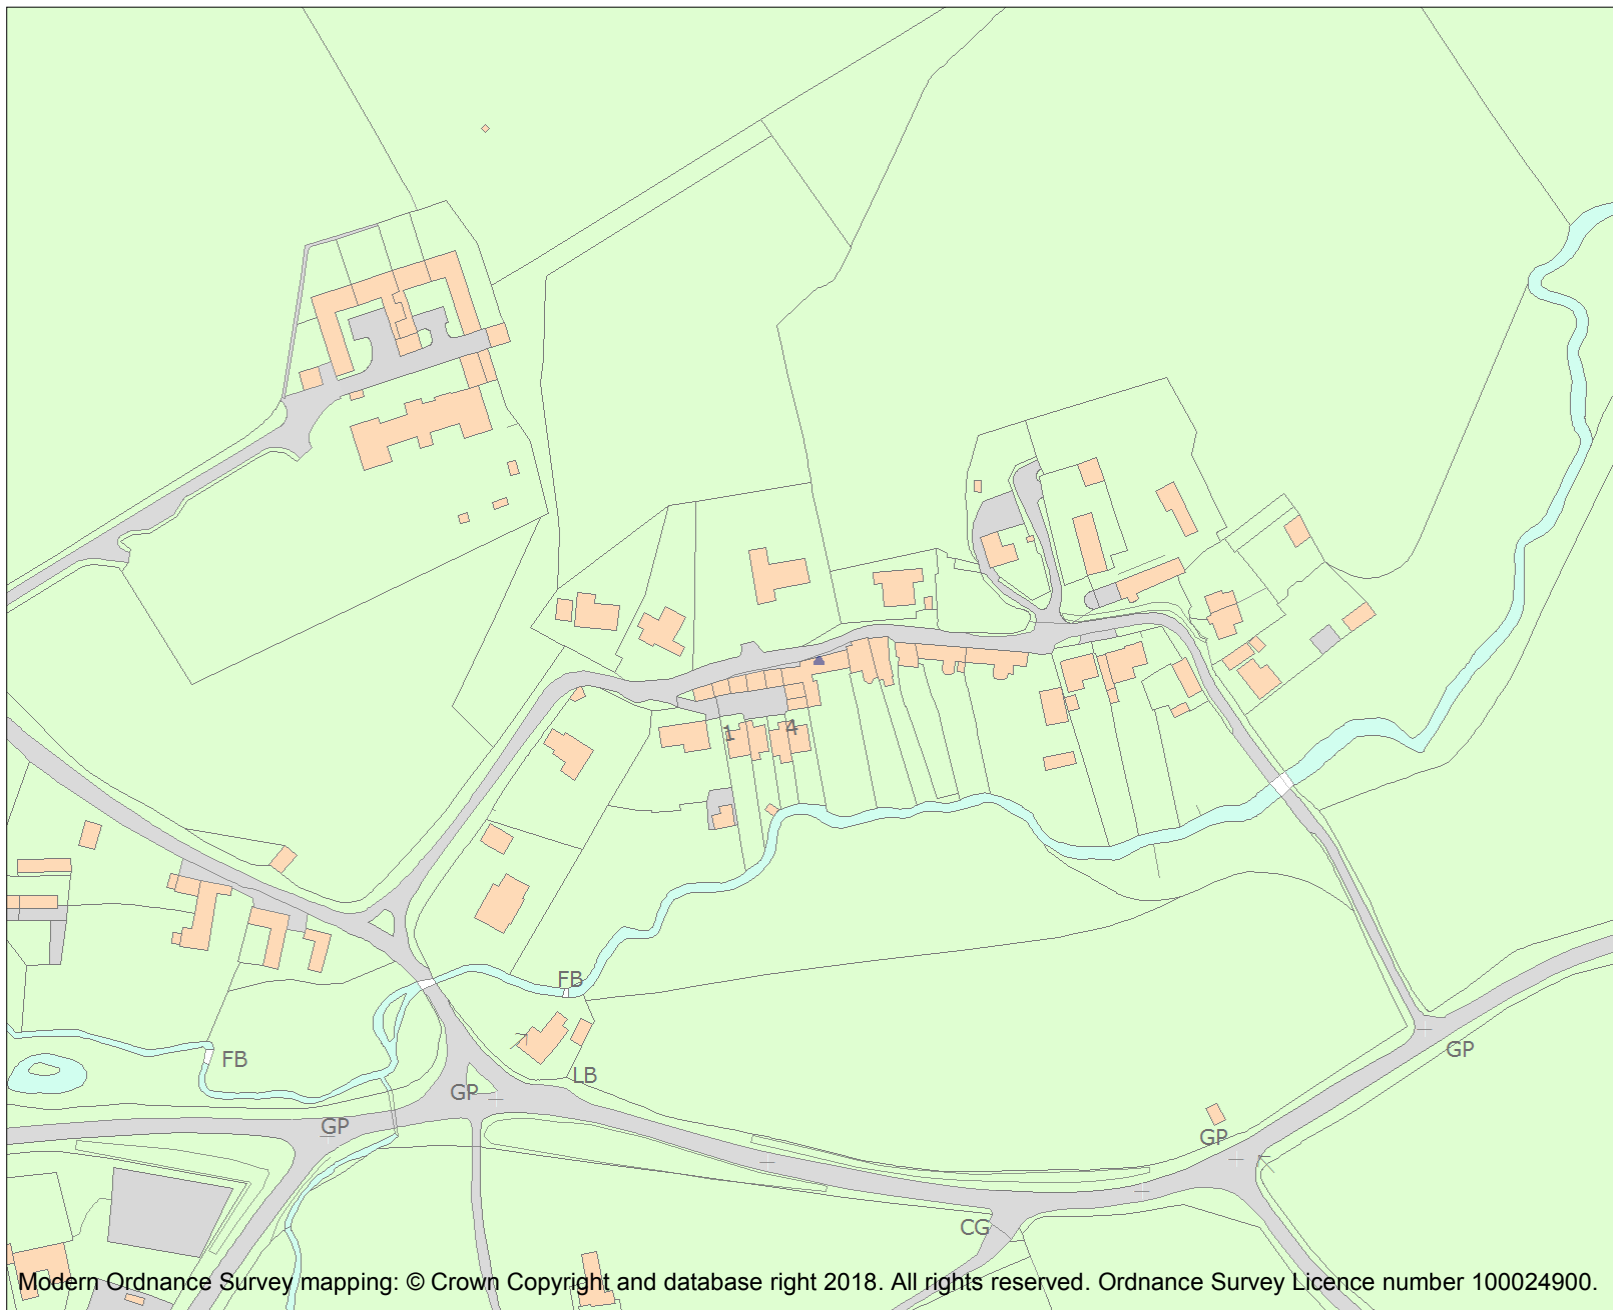 1
4
FB
FB
GP
LB
GP
GP
GP
CG
Modern Ordnance Survey mapping: © Crown Copyright and database right 2018. All rights reserved. Ordnance Survey Licence number 100024900.